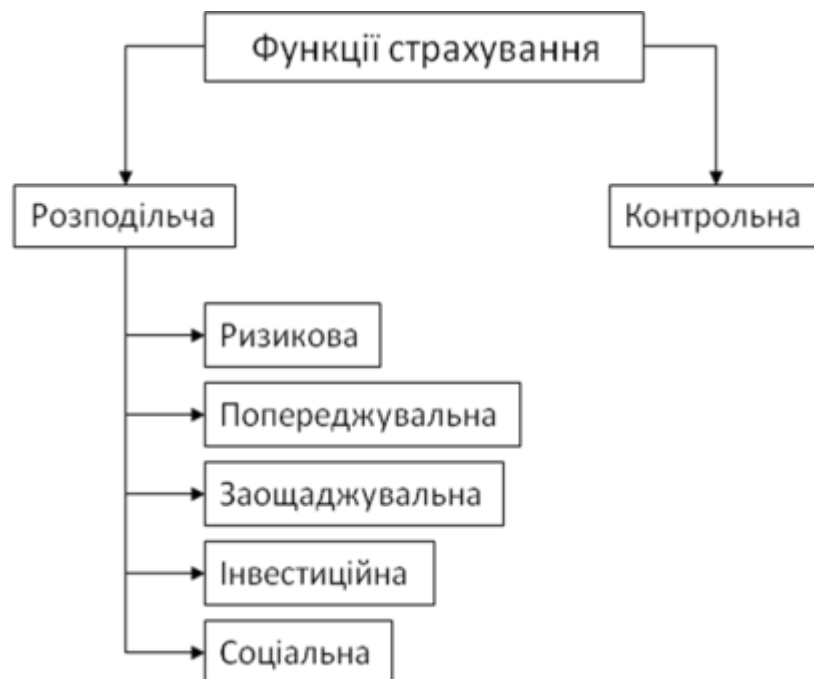 Функції страхування
Розподільча
Контрольна
Ризикова
Попереджувальна
Заощаджувальна
Інвестиційна
Соціальна